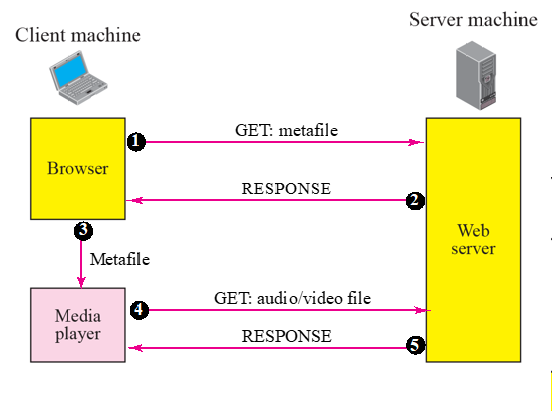 Client machine
Server machine
1
GET: metafile
Browser
RESPONSE
2
3
Metafile
Web
server
4
GET: audio/video file
Media
player
RESPONSE
5